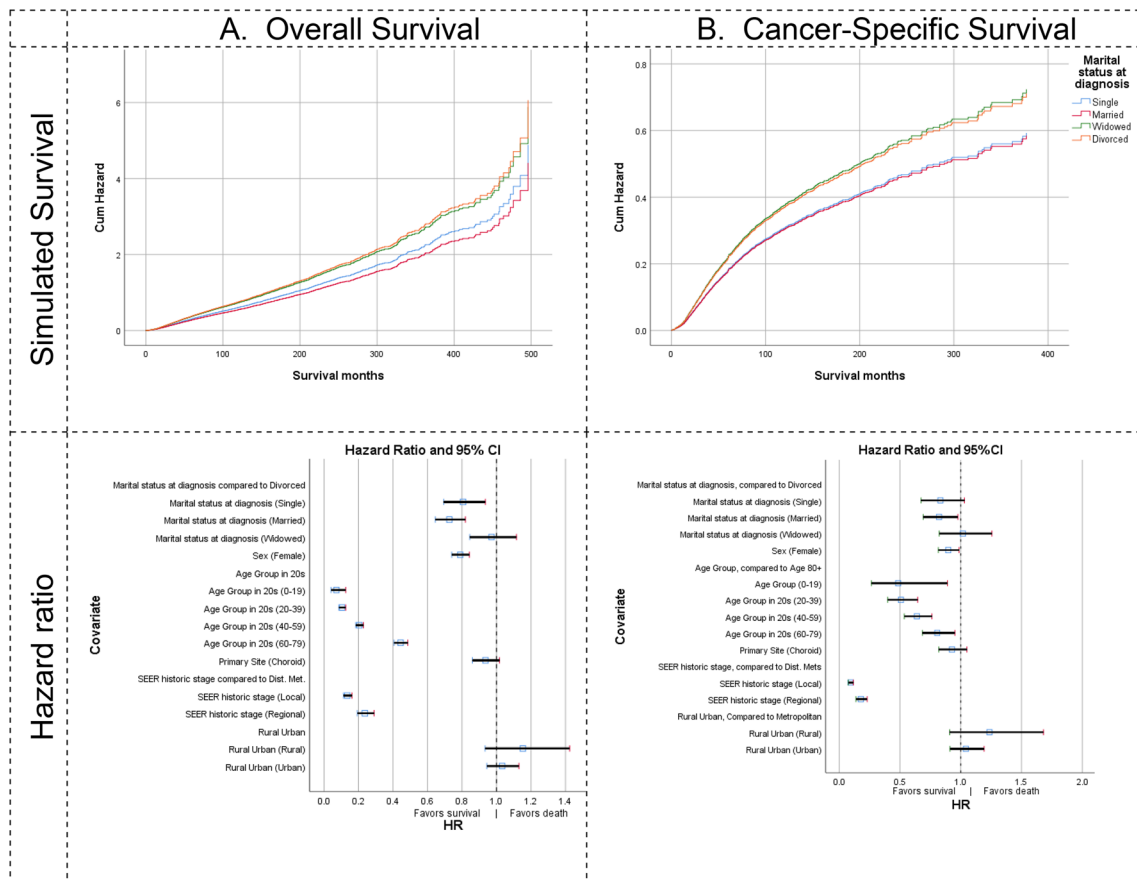 A. Overall Survival
B. Cancer-Specific Survival
Simulated Survival
Cum Hazard
6
4
2
0
0 100 200 300 400 500
Survival months
Cum Hazard
0.8
0.6
0.4
0.2
0.0
0 100 200 300 400
Survival months
Marital
status at
diagnosis
Single
Married
Widowed
Divorced
Hazard ratio
Hazard Ratio and 95% CI
Covariate
Marital status at diagnosis compared to Divorced
Marital status at diagnosis (Single)
Marital status at diagnosis (Married)
Marital status at diagnosis (Widowed)
Sex (Female)
Age Group in 20s
Age Group in 20s (0-19)
Age Group in 20s (20-39)
Age Group in 20s (40-59)
Age Group in 20s (60-79)
Primary Site (Choroid)
SEER historic stage compared to Dist. Met.
SEER historic stage (Local)
SEER historic stage (Regional)
Rural Urban
Rural Urban (Rural)
Rural Urban (Urban)
0.0 0.2 0.4 0.6 0.8 1.0 1.2 1.4
Favors survival | Favors death
HR
Hazard Ratio and 95%CI
Covariate
Marital status at diagnosis, compared to Divorced
Marital status at diagnosis (Single)
Marital status at diagnosis (Married)
Marital status at diagnosis (Widowed)
Sex (Female)
Age Group, compared to Age 80+
Age Group (0-19)
Age Group in 20s (20-39)
Age Group in 20s (40-59)
Age Group in 20s (60-79)
Primary Site (Choroid)
SEER historic stage, compared to Dist. Mets
SEER historic stage (Local)
SEER historic stage (Regional)
Rural Urban, Compared to Metropolitan
Rural Urban (Rural)
Rural Urban (Urban)
0.0 0.5 1.0 1.5 2.0
Favors survival | Favors death
HR